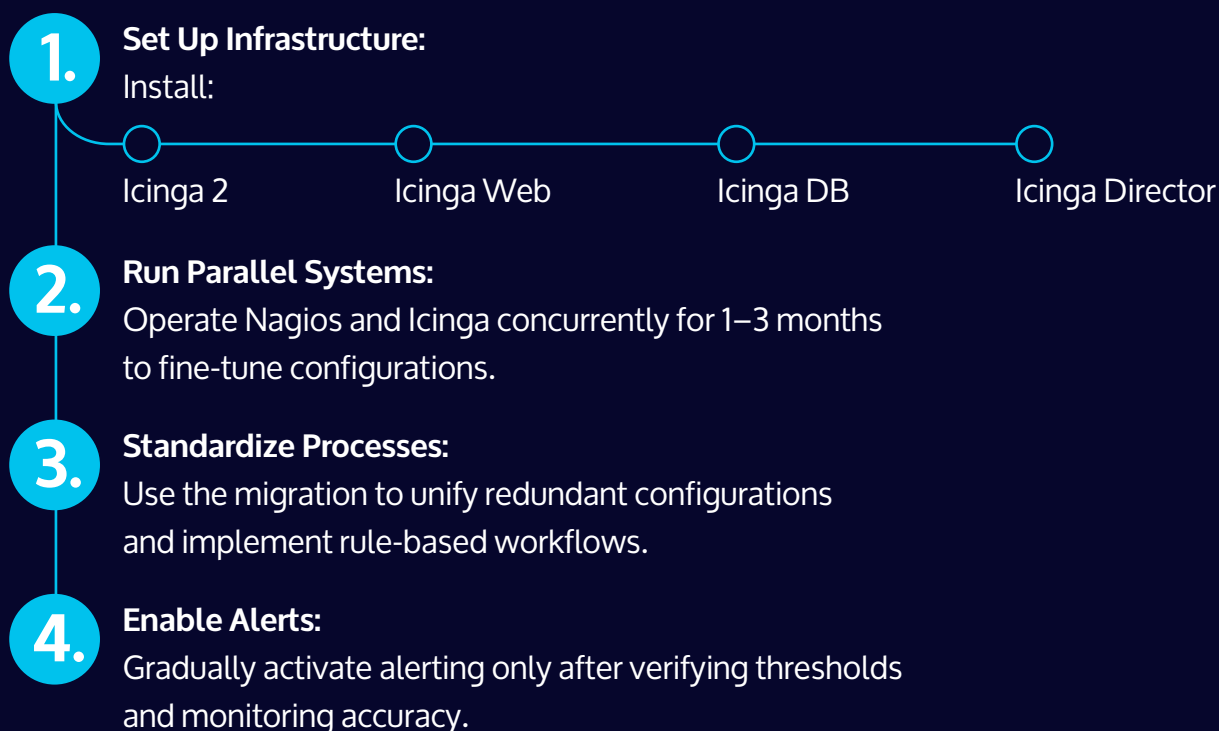 1.
Set Up Infrastructure:
Install:
Icinga 2 Icinga Web Icinga DB Icinga Director
2.
Run Parallel Systems:
Operate Nagios and Icinga concurrently for 1–3 months
to fine-tune configurations.
3.
Standardize Processes:
Use the migration to unify redundant configurations
and implement rule-based workflows.
4.
Enable Alerts:
Gradually activate alerting only after verifying thresholds
and monitoring accuracy.